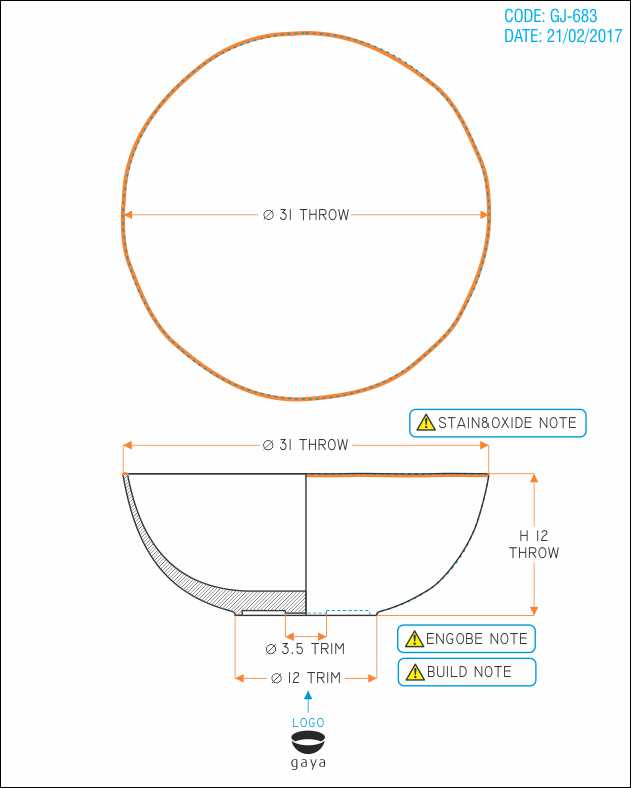 CODE: GJ-683
DATE: 21/02/2017
Ø 31 THROW
STAIN&OXIDE NOTE
Ø 31 THROW
H 12
THROW
ENGOBE NOTE
Ø 3.5 TRIM
BUILD NOTE
Ø 12 TRIM
LOGO
gaya